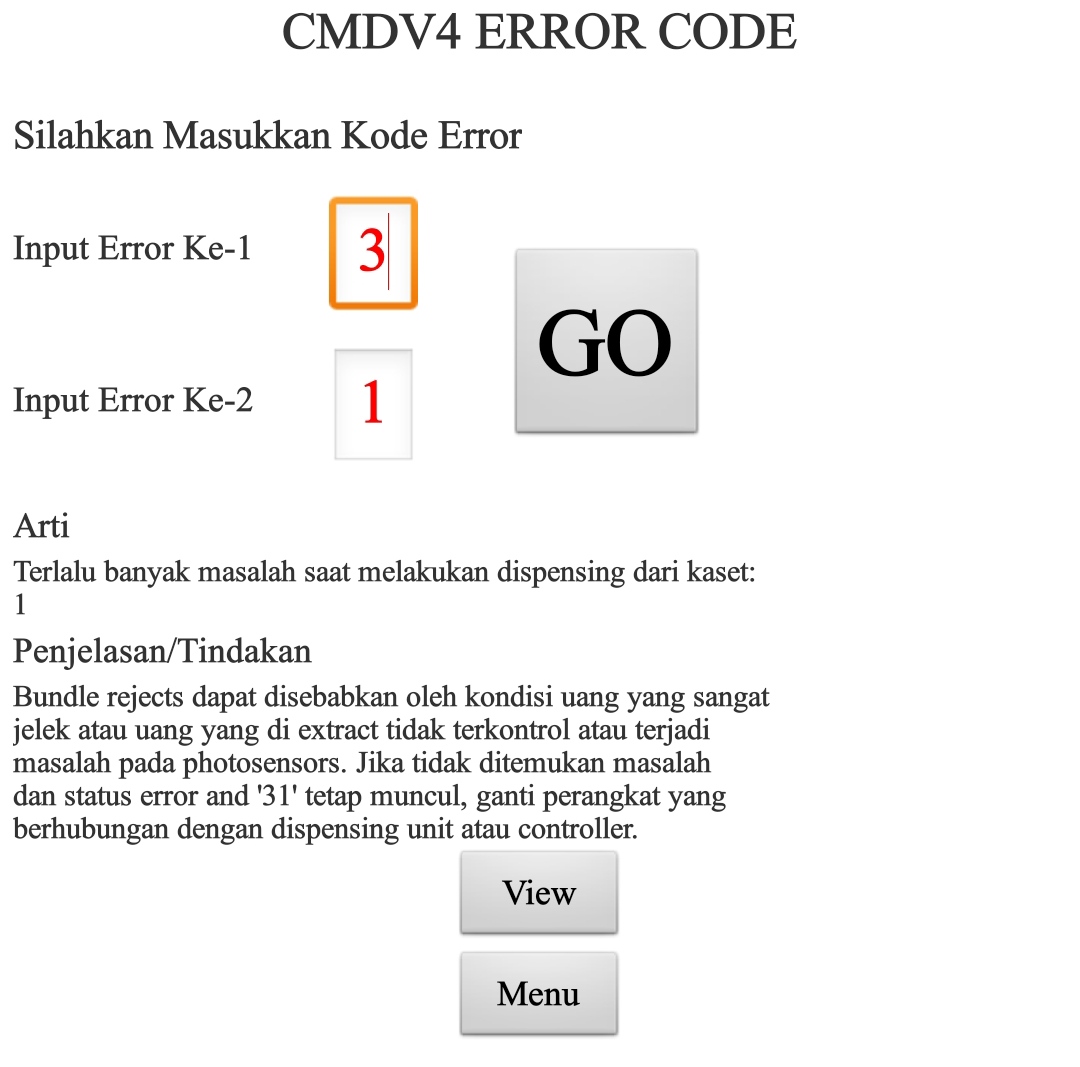 CMDV4 ERROR CODE
Silahkan Masukkan Kode Error
Input Error Ke-1
3
GO
Input Error Ke-2
1
Arti
Terlalu banyak masalah saat melakukan dispensing dari kaset:
1
Penjelasan/Tindakan
Bundle rejects dapat disebabkan oleh kondisi uang yang sangat
jelek atau uang yang di extract tidak terkontrol atau terjadi
masalah pada photosensors. Jika tidak ditemukan masalah
dan status error and '31' tetap muncul, ganti perangkat yang
berhubungan dengan dispensing unit atau controller.
View
Menu